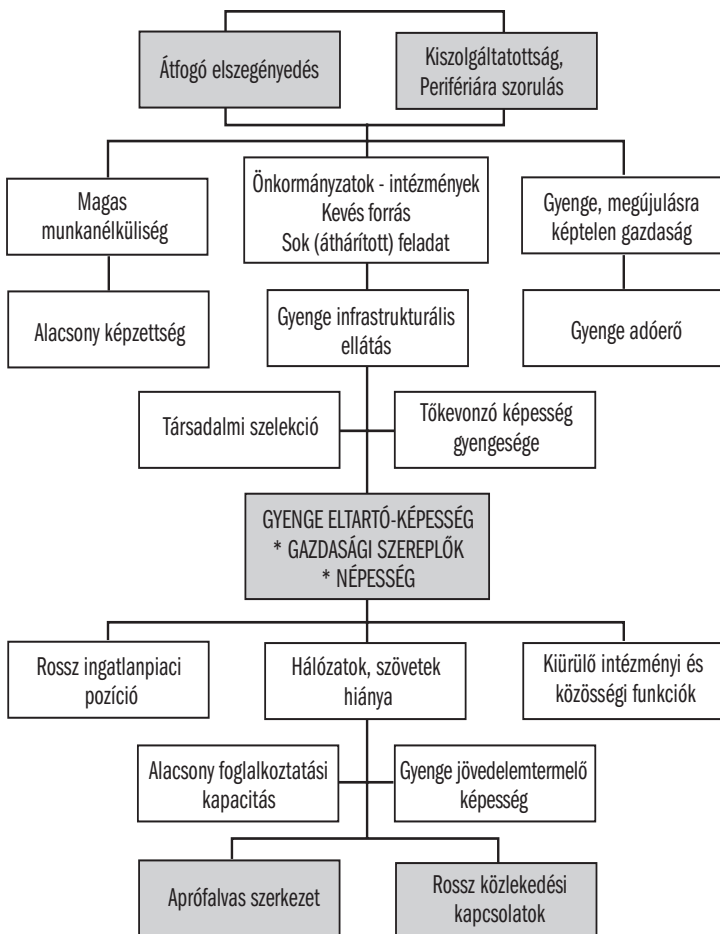 Átfogó elszegényedés
Kiszolgáltatottság,
Perifériára szorulás
Magas
munkanélküliség
Önkormányzatok - intézmények
Kevés forrás
Sok (áthárított) feladat
Gyenge, megújulásra
képtelen gazdaság
Alacsony képzettség
Gyenge infrastrukturális
ellátás
Gyenge adóerő
Társadalmi szelekció
Tőkevonzó képesség
gyengesége
GYENGE ELTARTÓ-KÉPESSÉG
* GAZDASÁGI SZEREPLŐK
* NÉPESSÉG
Rossz ingatlanpiaci
pozíció
Hálózatok, szövetek
hiánya
Kiürülő intézményi és
közösségi funkciók
Alacsony foglalkoztatási
kapacitás
Gyenge jövedelemtermelő
képesség
Aprófalvas szerkezet
Rossz közlekedési
kapcsolatok